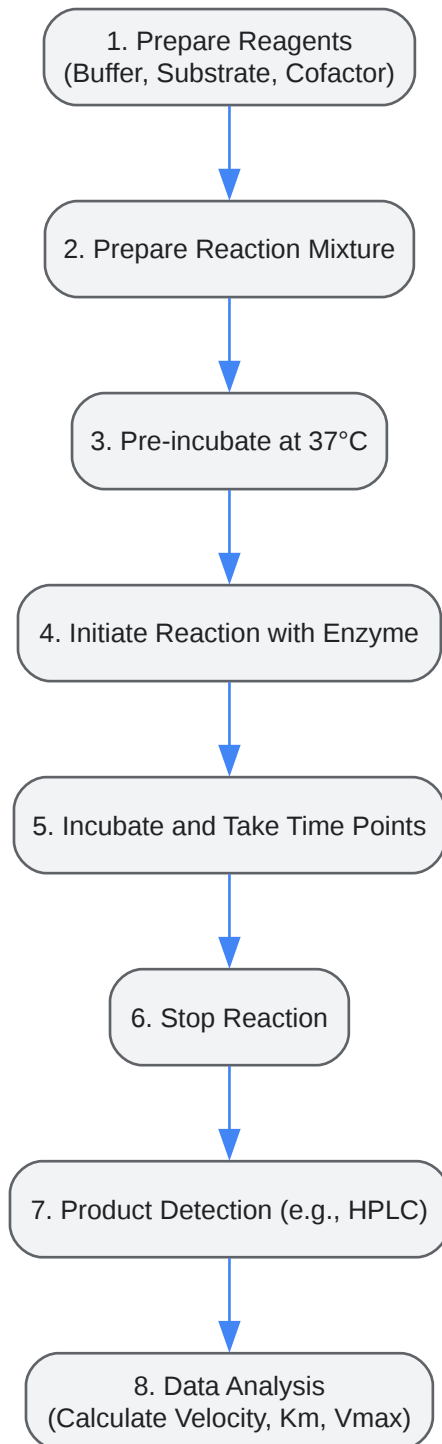 1. Prepare Reagents
(Buffer, Substrate, Cofactor)
2. Prepare Reaction Mixture
3. Pre-incubate at 37°C
4. Initiate Reaction with Enzyme
5. Incubate and Take Time Points
6. Stop Reaction
7. Product Detection (e.g., HPLC)
8. Data Analysis
(Calculate Velocity, Km, Vmax)